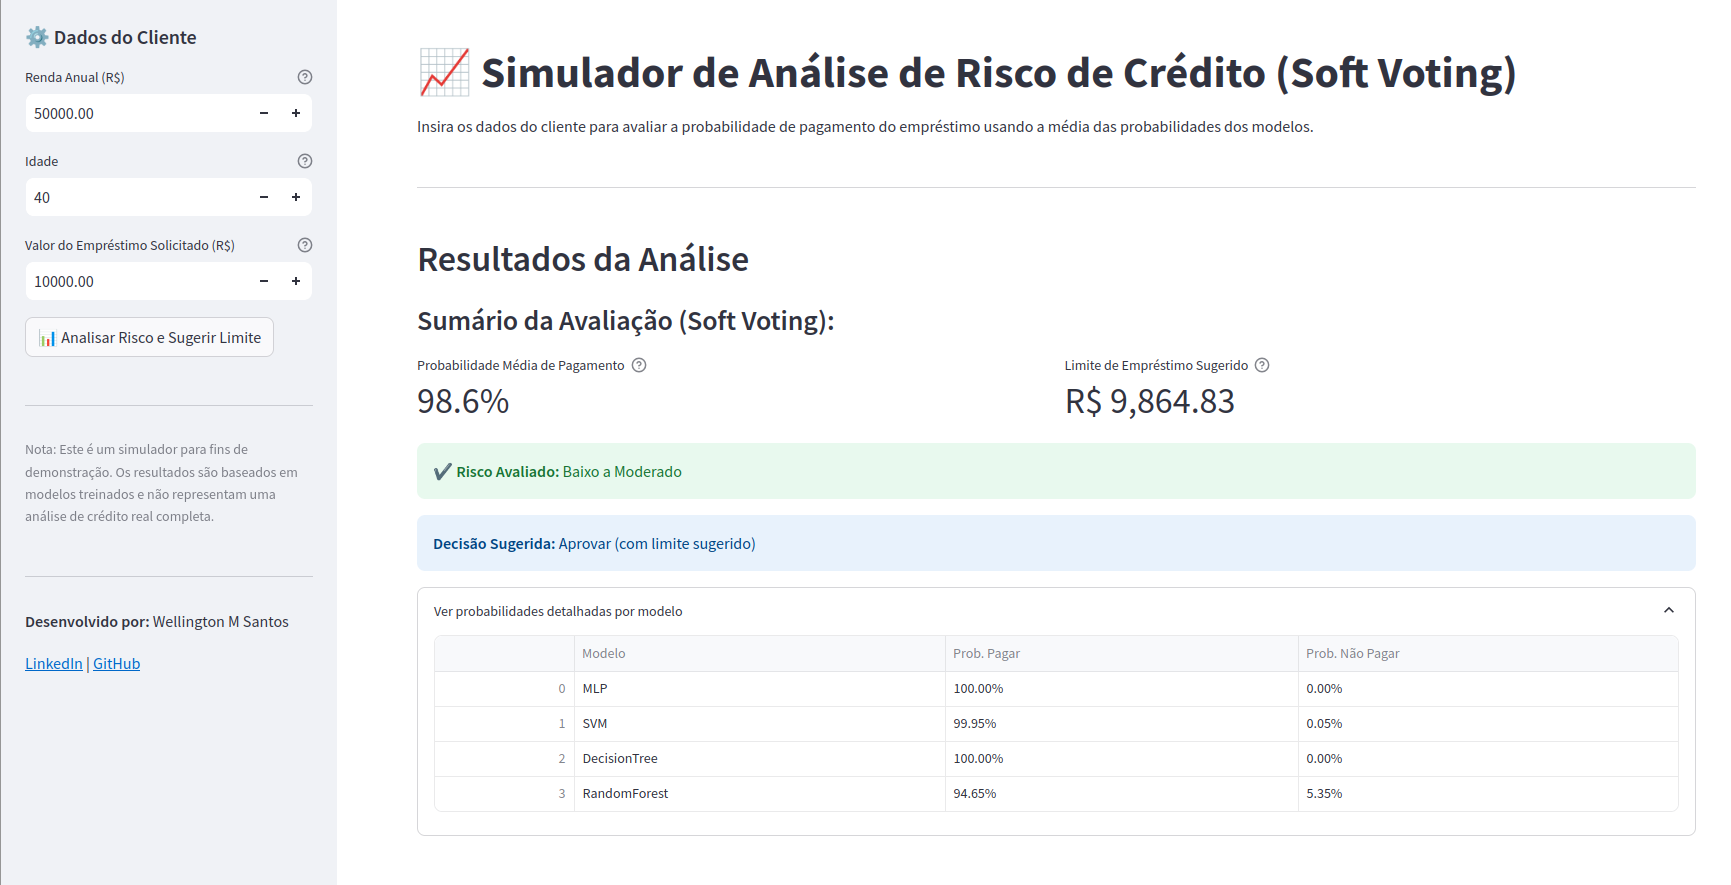 Dados do Cliente
Renda Anual (R$)
50000.00
Idade
40
Valor do Empréstimo Solicitado (R$)
10000.00
Analisar Risco e Sugerir Limite
Nota: Este é um simulador para fins de
demonstração. Os resultados são baseados em
modelos treinados e não representam uma
análise de crédito real completa.
Desenvolvido por: Wellington M Santos
LinkedIn | GitHub
Simulador de Análise de Risco de Crédito (Soft Voting)
Insira os dados do cliente para avaliar a probabilidade de pagamento do empréstimo usando a média das probabilidades dos modelos.
Resultados da Análise
Sumário da Avaliação (Soft Voting):
Probabilidade Média de Pagamento
98.6%
Limite de Empréstimo Sugerido
R$ 9,864.83
Risco Avaliado: Baixo a Moderado
Decisão Sugerida: Aprovar (com limite sugerido)
Ver probabilidades detalhadas por modelo
Modelo Prob. Pagar Prob. Não Pagar
0 MLP 100.00% 0.00%
1 SVM 99.95% 0.05%
2 DecisionTree 100.00% 0.00%
3 RandomForest 94.65% 5.35%